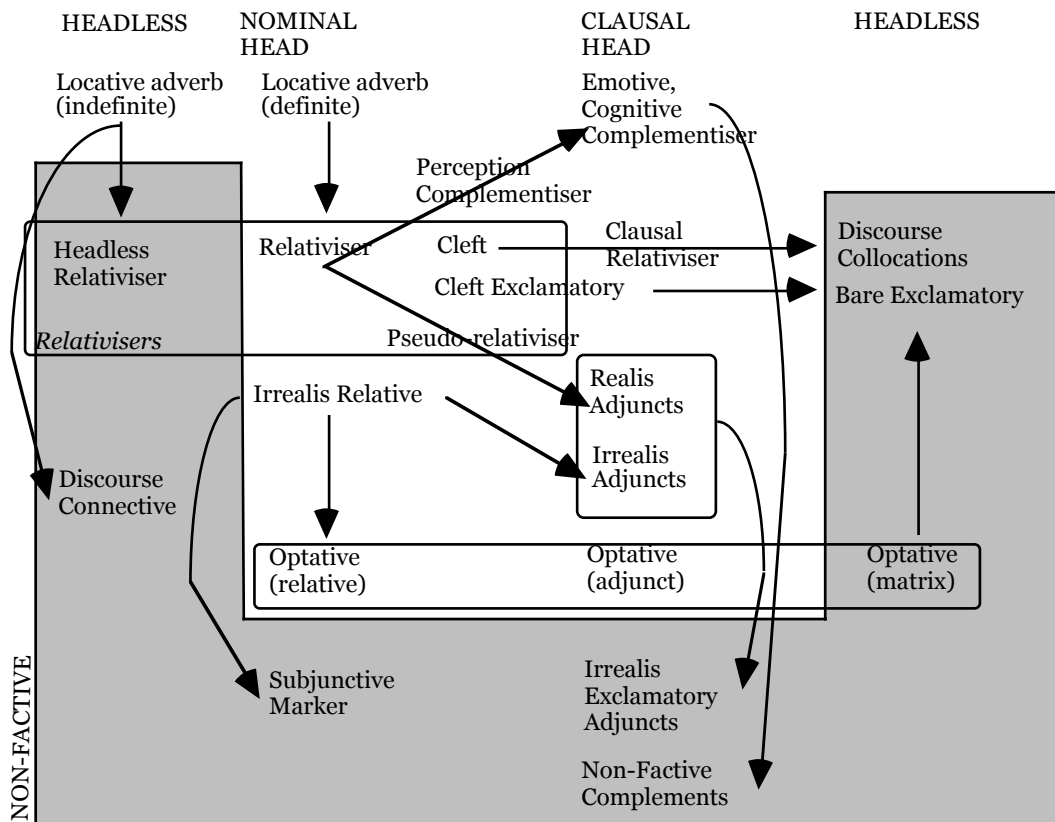 HEADLESS
NOMINAL
HEAD
CLAUSAL
HEAD
HEADLESS
Locative adverb
(indefinite)
Locative adverb
(definite)
Emotive,
Cognitive
Complementiser
Perception
Complementiser
Headless
Relativiser
Relativiser
Cleft
Clausal
Relativiser
Discourse
Collocations
Cleft Exclamatory
Bare Exclamatory
Relativisers
Pseudo-relativiser
Irrealis Relative
Realis
Adjuncts
Irrealis
Adjuncts
Discourse
Connective
Optative
(relative)
Optative
(adjunct)
Optative
(matrix)
NON-FACTIVE
Subjunctive
Marker
Irrealis
Exclamatory
Adjuncts
Non-Factive
Complements